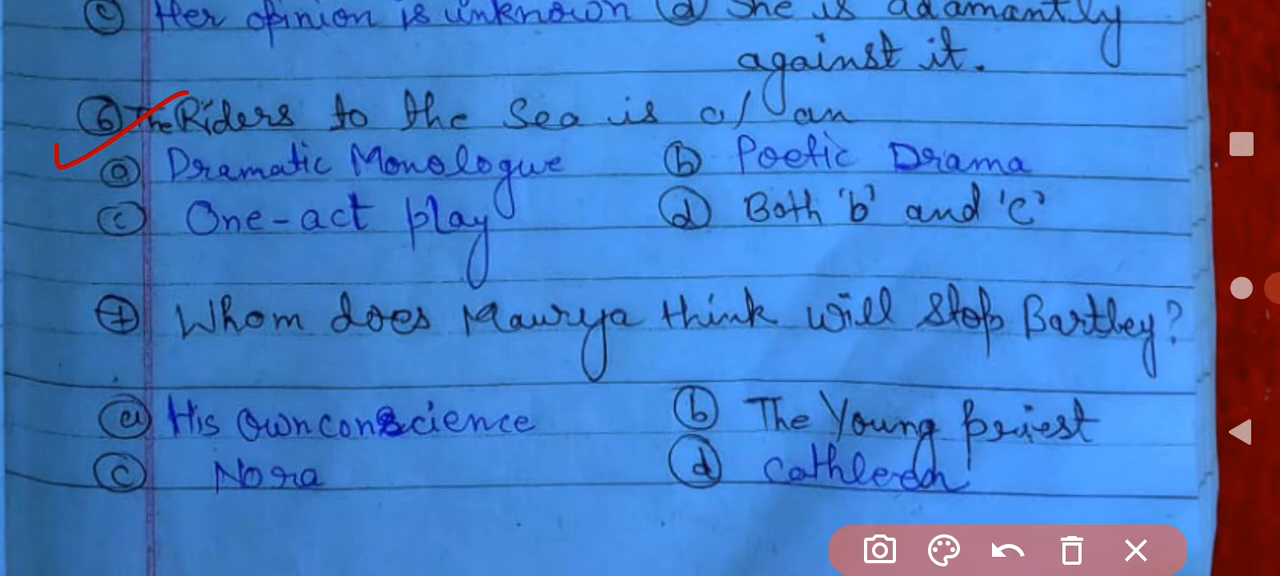 (c) Her opinion is unknown (d) She is adamantly
against it.
(6) The Riders to the Sea is a/ an
(a) Dramatic Monologue (b) Poetic Drama
(c) One-act play (d) Both 'b' and 'c'
(7) Whom does Maurya think will stop Bartley?
(a) His own conscience (b) The Young priest
(c) Nora (d) Cathleen